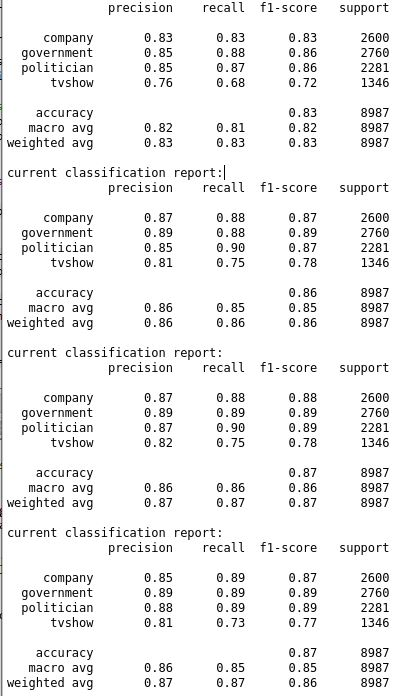 precision recall f1-score support
company 0.83 0.83 0.83 2600
government 0.85 0.88 0.86 2760
politician 0.85 0.87 0.86 2281
tvshow 0.76 0.68 0.72 1346
accuracy 0.83 8987
macro avg 0.82 0.81 0.82 8987
weighted avg 0.83 0.83 0.83 8987
current classification report:
precision recall f1-score support
company 0.87 0.88 0.87 2600
government 0.89 0.88 0.89 2760
politician 0.85 0.90 0.87 2281
tvshow 0.81 0.75 0.78 1346
accuracy 0.86 8987
macro avg 0.86 0.85 0.85 8987
weighted avg 0.86 0.86 0.86 8987
current classification report:
precision recall f1-score support
company 0.87 0.88 0.88 2600
government 0.89 0.89 0.89 2760
politician 0.87 0.90 0.89 2281
tvshow 0.82 0.75 0.78 1346
accuracy 0.87 8987
macro avg 0.86 0.86 0.86 8987
weighted avg 0.87 0.87 0.87 8987
current classification report:
precision recall f1-score support
company 0.85 0.89 0.87 2600
government 0.89 0.89 0.89 2760
politician 0.88 0.89 0.89 2281
tvshow 0.81 0.73 0.77 1346
accuracy 0.87 8987
macro avg 0.86 0.85 0.85 8987
weighted avg 0.87 0.87 0.86 8987